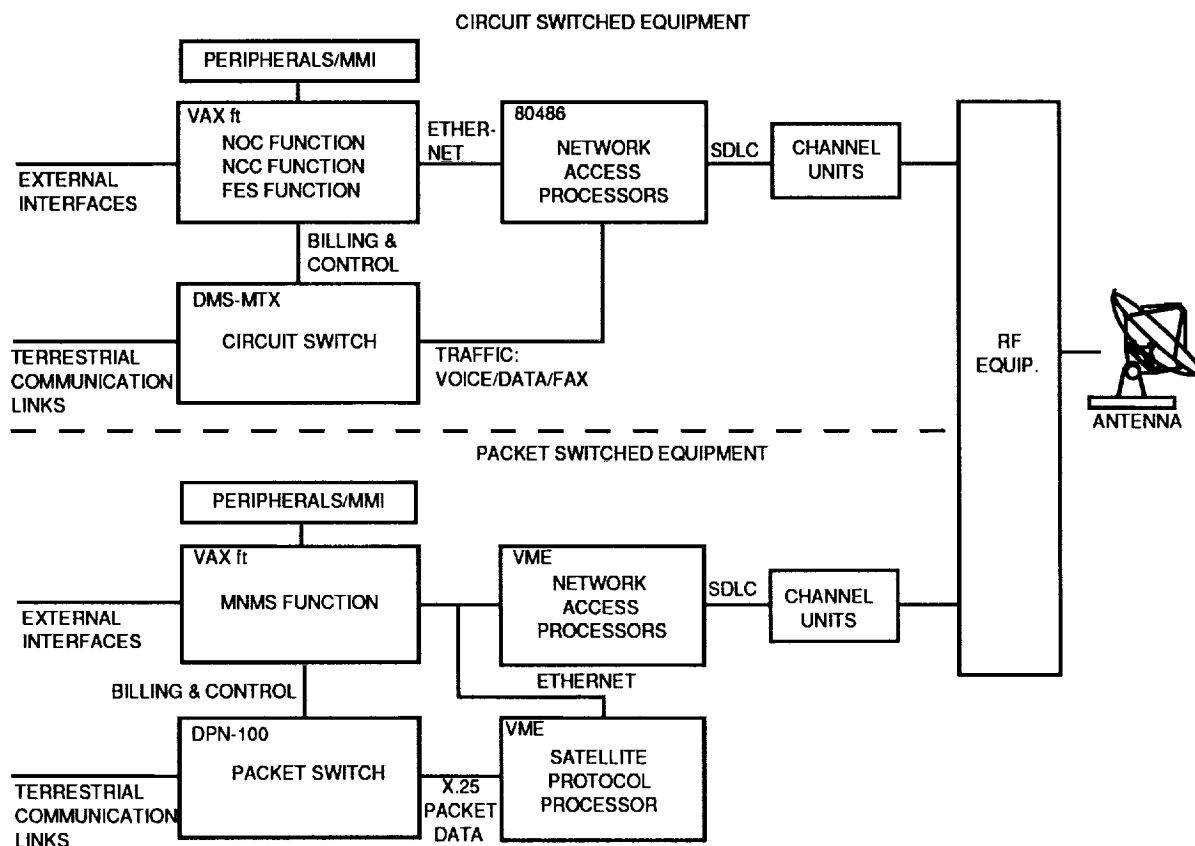 CIRCUIT SWITCHED EQUIPMENT
PERIPHERALS/MMI
VAX ft
NOC FUNCTION
NCC FUNCTION
FES FUNCTION
EXTERNAL
INTERFACES
ETHER-
NET
80486
NETWORK
ACCESS
PROCESSORS
SDLC
CHANNEL
UNITS
BILLING &
CONTROL
DMS-MTX
CIRCUIT SWITCH
TERRESTRIAL
COMMUNICATION
LINKS
TRAFFIC:
VOICE/DATA/FAX
RF
EQUIP.
ANTENNA
PACKET SWITCHED EQUIPMENT
PERIPHERALS/MMI
VAX ft
MNMS FUNCTION
EXTERNAL
INTERFACES
VME
NETWORK
ACCESS
PROCESSORS
SDLC
CHANNEL
UNITS
ETHERNET
BILLING & CONTROL
DPN-100
PACKET SWITCH
TERRESTRIAL
COMMUNICATION
LINKS
X.25
PACKET
DATA
VME
SATELLITE
PROTOCOL
PROCESSOR